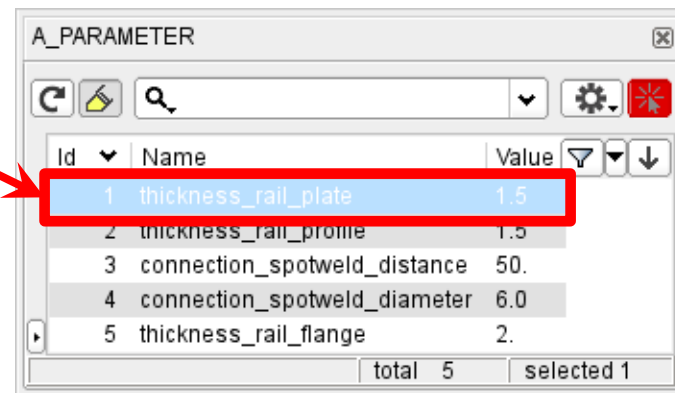 A_PARAMETER
Id Name Value
1 thickness_rail_plate 1.5
2 thickness_rail_profile 1.5
3 connection_spotweld_distance 50.
4 connection_spotweld_diameter 6.0
5 thickness_rail_flange 2.
total 5 selected 1